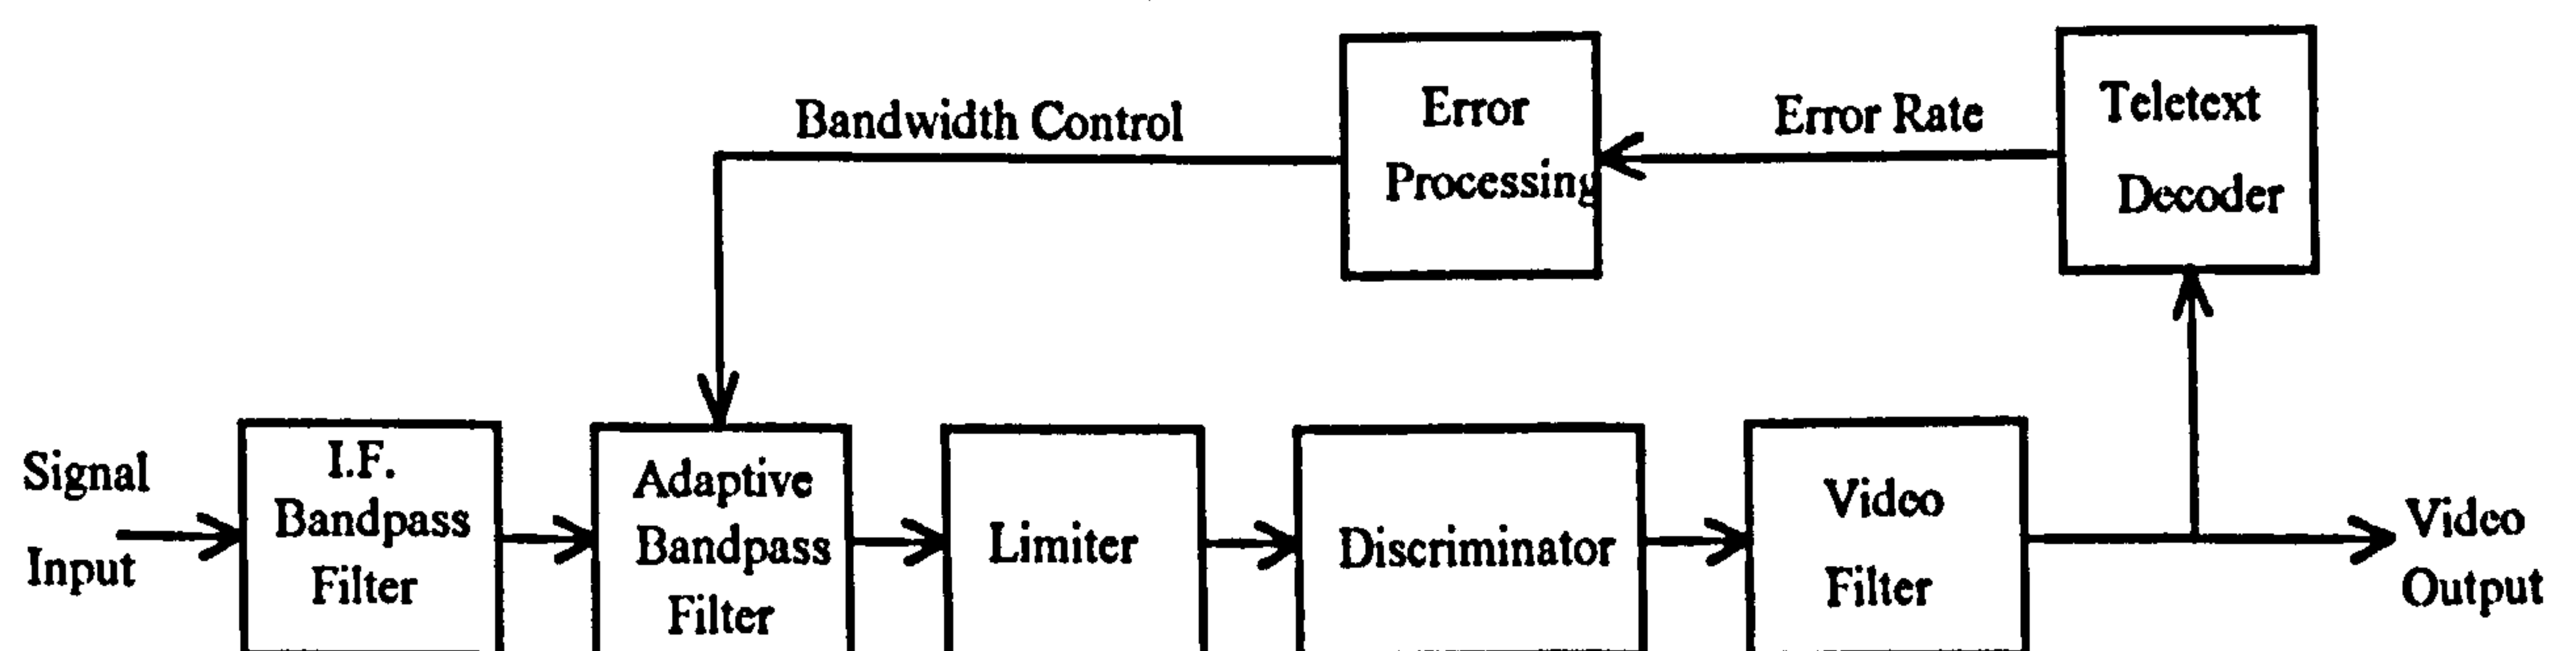 Error
Processing
Teletext
Decoder
Bandwidth Control
Error Rate
Signal
Input
I.F.
Bandpass
Filter
Adaptive
Bandpass
Filter
Limiter
Discriminator
Video
Filter
Video
Output